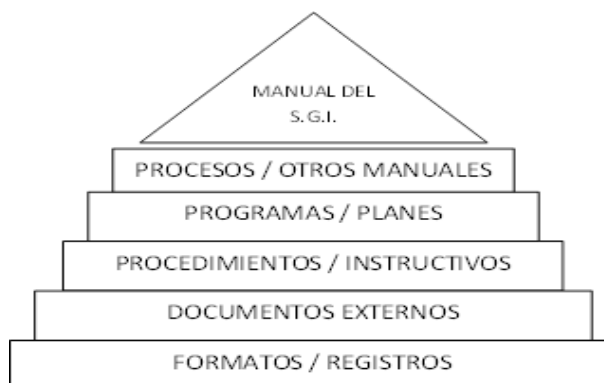 MANUAL DEL
S.G.I.
PROCESOS / OTROS MANUALES
PROGRAMAS / PLANES
PROCEDIMIENTOS / INSTRUCTIVOS
DOCUMENTOS EXTERNOS
FORMATOS / REGISTROS